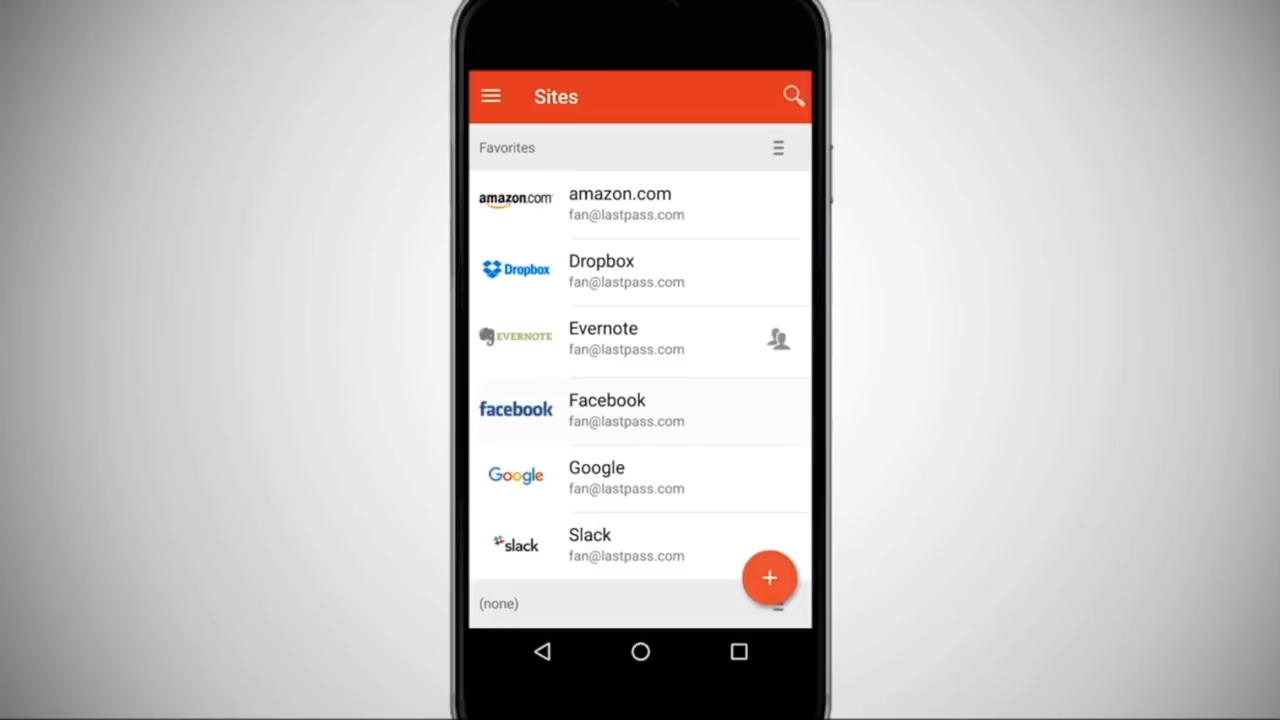 Sites
Favorites
amazon.com
amazon.com
fan@lastpass.com
Dropbox
Dropbox
fan@lastpass.com
EVERNOTE
Evernote
fan@lastpass.com
facebook
Facebook
fan@lastpass.com
Google
Google
fan@lastpass.com
slack
Slack
fan@lastpass.com
(none)